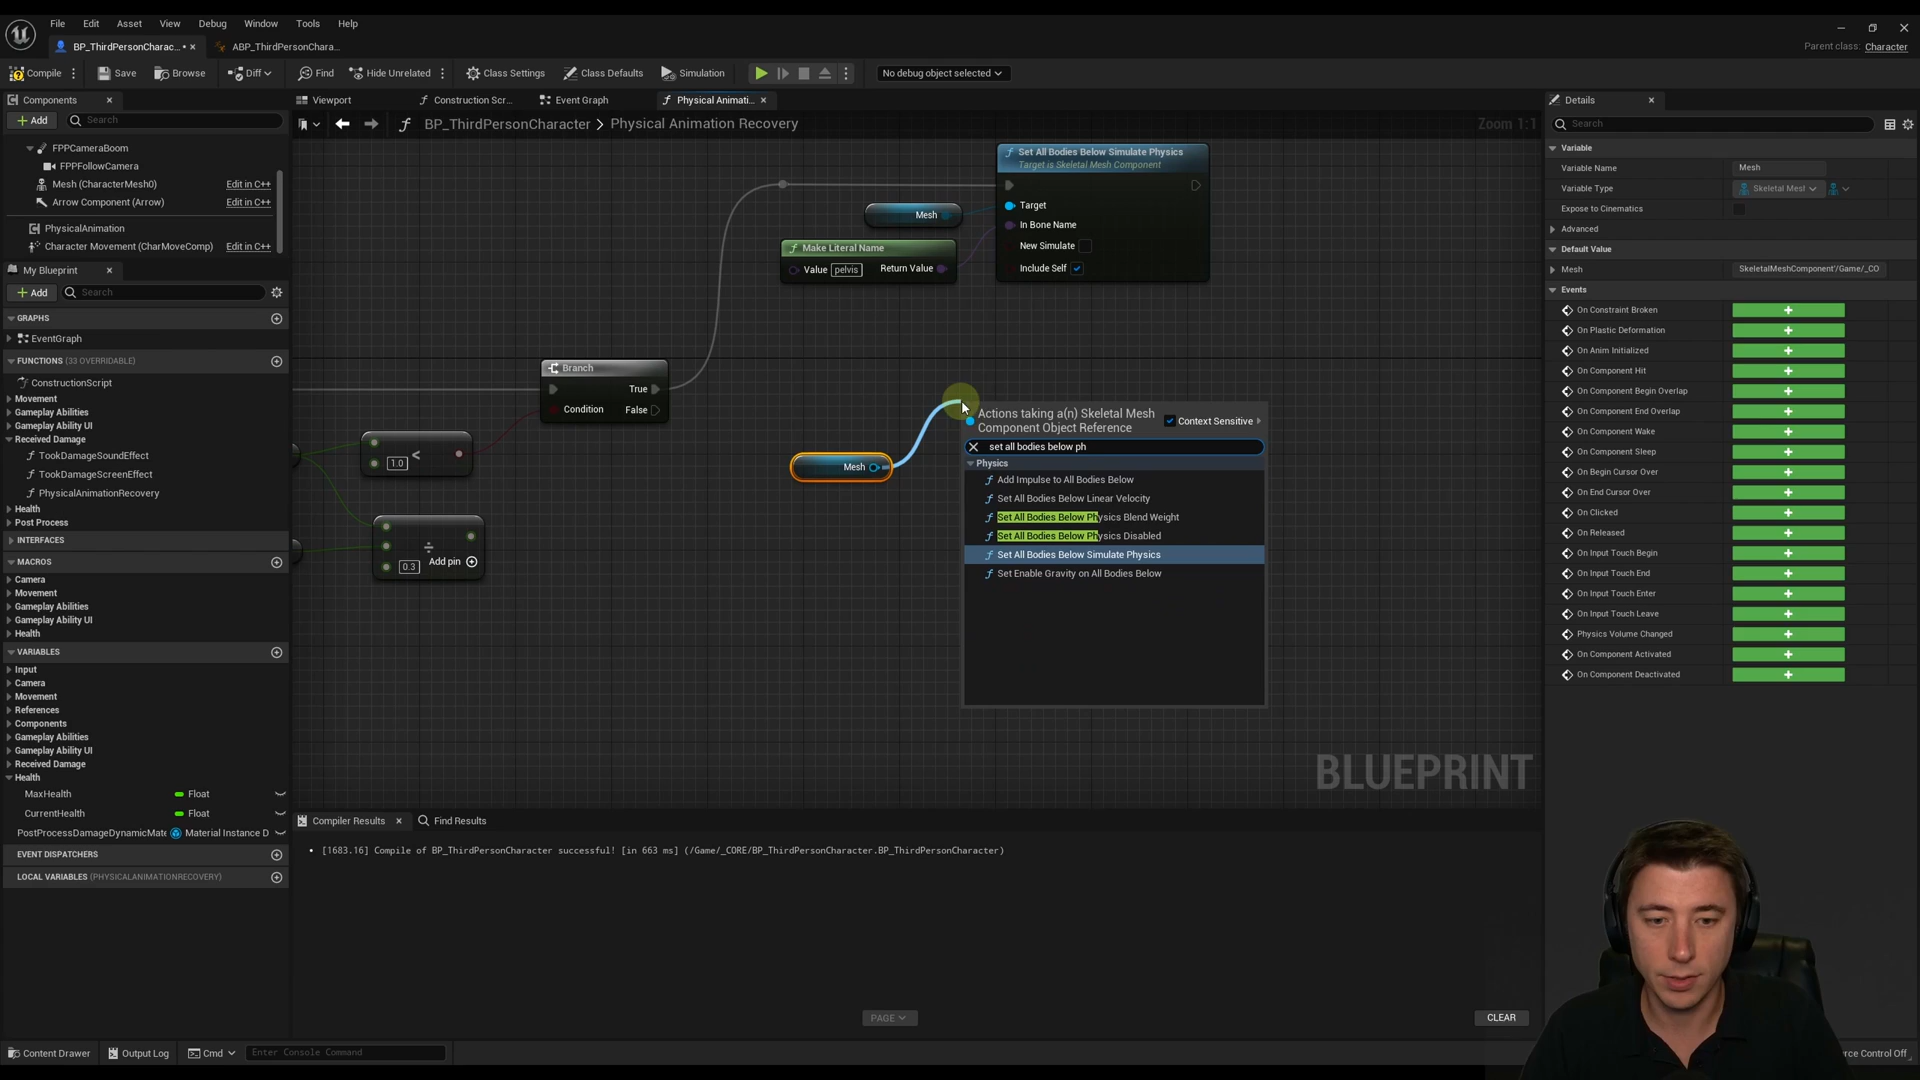 File Edit Asset View Debug Window Tools Help
BP_ThirdPersonCharac... • ×
ABP_ThirdPersonChara...
Parent class: Character
Compile
Save
Browse
Diff
Find
Hide Unrelated
Class Settings
Class Defaults
Simulation
No debug object selected
Components ×
+ Add
Search
FPPCameraBoom
FPPFollowCamera
Mesh (CharacterMesh0) Edit in C++
Arrow Component (Arrow) Edit in C++
PhysicalAnimation
Character Movement (CharMoveComp) Edit in C++
My Blueprint ×
+ Add
Search
GRAPHS
EventGraph
FUNCTIONS (33 OVERRIDABLE)
ConstructionScript
Movement
Gameplay Abilities
Gameplay Ability UI
Received Damage
TookDamageSoundEffect
TookDamageScreenEffect
PhysicalAnimationRecovery
Health
Post Process
INTERFACES
MACROS
Camera
Movement
Gameplay Abilities
Gameplay Ability UI
Health
VARIABLES
Input
Camera
Movement
References
Components
Gameplay Abilities
Gameplay Ability UI
Received Damage
Health
MaxHealth Float
CurrentHealth Float
PostProcessDamageDynamicMate Material Instance D
EVENT DISPATCHERS
LOCAL VARIABLES (PHYSICALANIMATIONRECOVERY)
Viewport
Construction Scr...
Event Graph
Physical Animati... ×
BP_ThirdPersonCharacter > Physical Animation Recovery
Zoom 1:1
Set All Bodies Below Simulate Physics
Target is Skeletal Mesh Component
Target
In Bone Name
New Simulate
Include Self
Mesh
Make Literal Name
Value pelvis Return Value
Branch
True
Condition False
1.0 <
÷
0.3 Add pin
Mesh
Actions taking a(n) Skeletal Mesh
Component Object Reference
Context Sensitive
set all bodies below ph
Physics
Add Impulse to All Bodies Below
Set All Bodies Below Linear Velocity
Set All Bodies Below Physics Blend Weight
Set All Bodies Below Physics Disabled
Set All Bodies Below Simulate Physics
Set Enable Gravity on All Bodies Below
BLUEPRINT
Compiler Results ×
Find Results
• [1683.16] Compile of BP_ThirdPersonCharacter successful! [in 663 ms] (/Game/_CORE/BP_ThirdPersonCharacter.BP_ThirdPersonCharacter)
PAGE
CLEAR
Details ×
Search
Variable
Variable Name Mesh
Variable Type Skeletal Mesl
Expose to Cinematics
Advanced
Default Value
Mesh SkeletalMeshComponent'/Game/_CO
Events
On Constraint Broken
On Plastic Deformation
On Anim Initialized
On Component Hit
On Component Begin Overlap
On Component End Overlap
On Component Wake
On Component Sleep
On Begin Cursor Over
On End Cursor Over
On Clicked
On Released
On Input Touch Begin
On Input Touch End
On Input Touch Enter
On Input Touch Leave
Physics Volume Changed
On Component Activated
On Component Deactivated
Content Drawer
Output Log
Cmd
Enter Console Command
rce Control Off